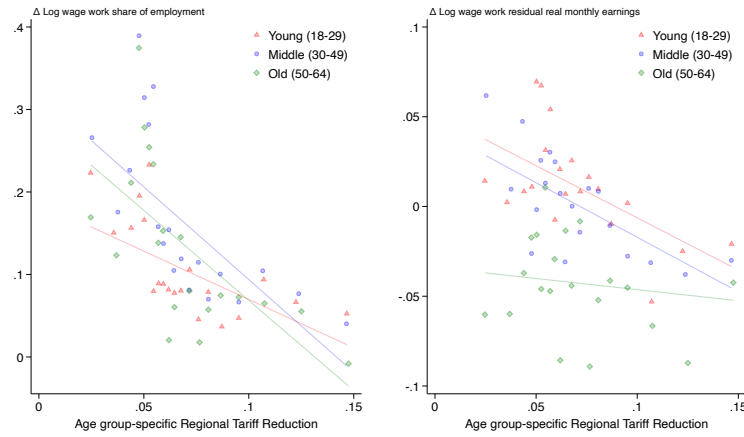 Δ Log wage work share of employment
Young (18-29)
Middle (30-49)
Old (50-64)
.4
.3
.2
.1
0
0
.05
.1
.15
Age group-specific Regional Tariff Reduction
Δ Log wage work residual real monthly earnings
Young (18-29)
Middle (30-49)
Old (50-64)
.1
.05
0
-.05
-.1
0
.05
.1
.15
Age group-specific Regional Tariff Reduction